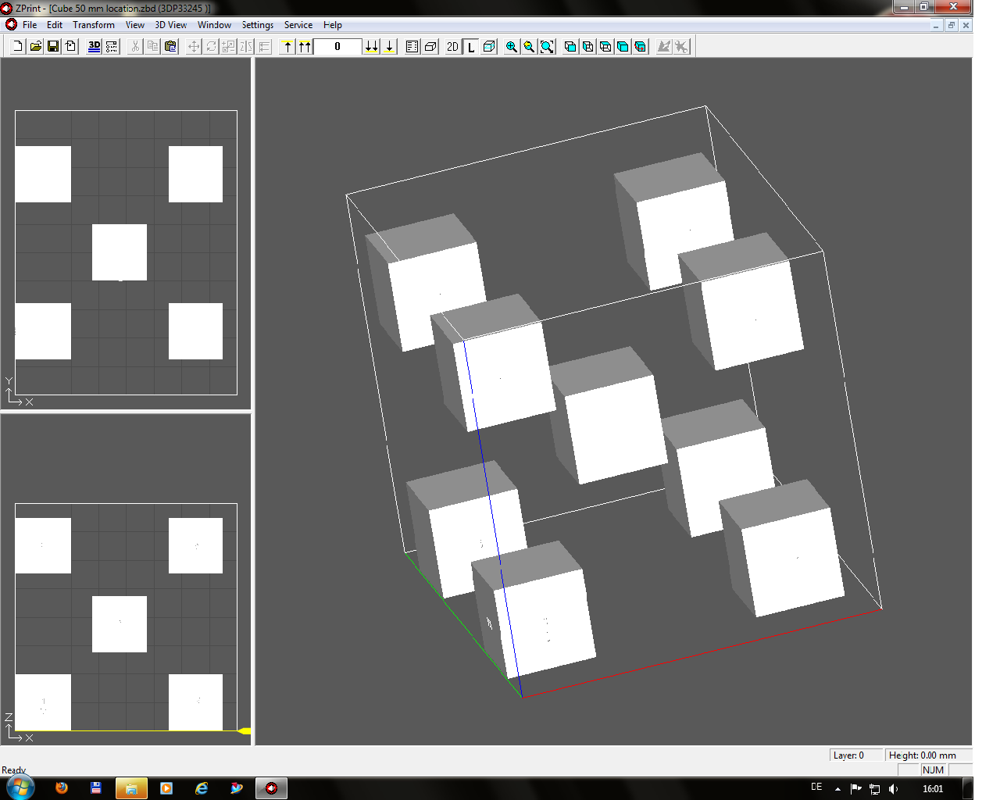 ZPrint - [Cube 50 mm location.zbd (3DP33245 )]
File Edit Transform View 3D View Window Settings Service Help
3D 0 2D L
Y
X
Z
X
Layer: 0 Height: 0.00 mm
Ready
NUM
DE 16:01